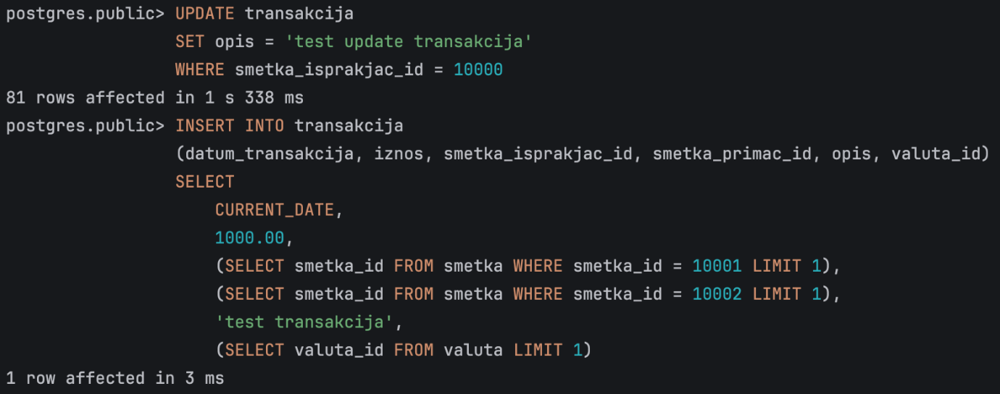 postgres.public> UPDATE transakcija
SET opis = 'test update transakcija'
WHERE smetka_isprakjac_id = 10000
81 rows affected in 1 s 338 ms
postgres.public> INSERT INTO transakcija
(datum_transakcija, iznos, smetka_isprakjac_id, smetka_primac_id, opis, valuta_id)
SELECT
CURRENT_DATE,
1000.00,
(SELECT smetka_id FROM smetka WHERE smetka_id = 10001 LIMIT 1),
(SELECT smetka_id FROM smetka WHERE smetka_id = 10002 LIMIT 1),
'test transakcija',
(SELECT valuta_id FROM valuta LIMIT 1)
1 row affected in 3 ms